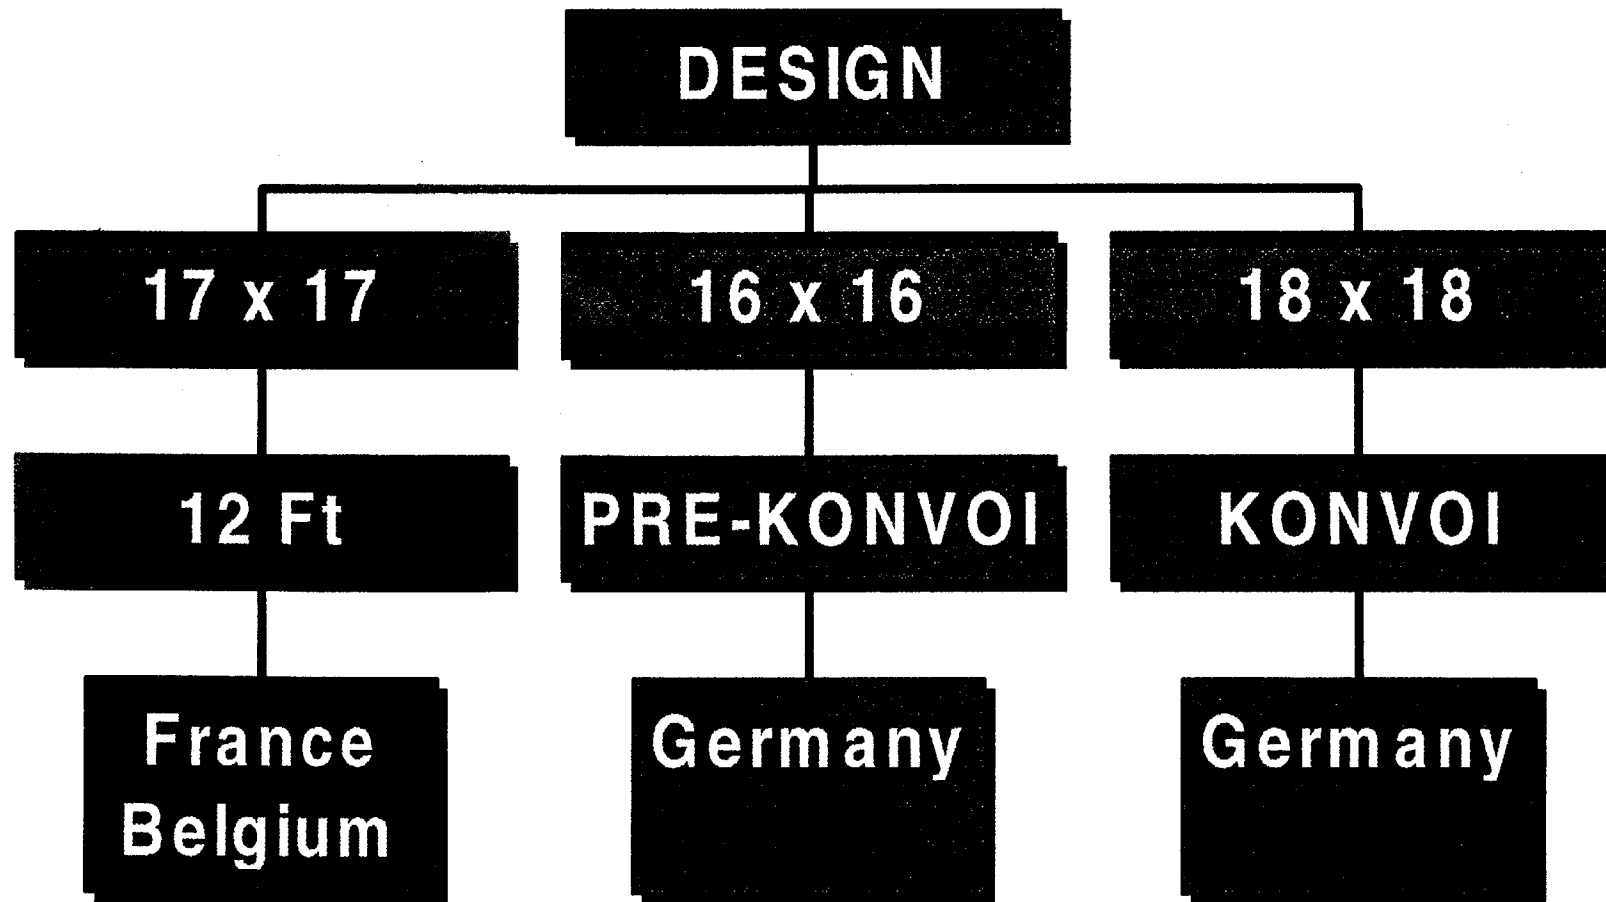 DESIGN
17 x 17
16 x 16
18 x 18
12 Ft
PRE-KONVOI
KONVOI
France
Belgium
Germany
Germany